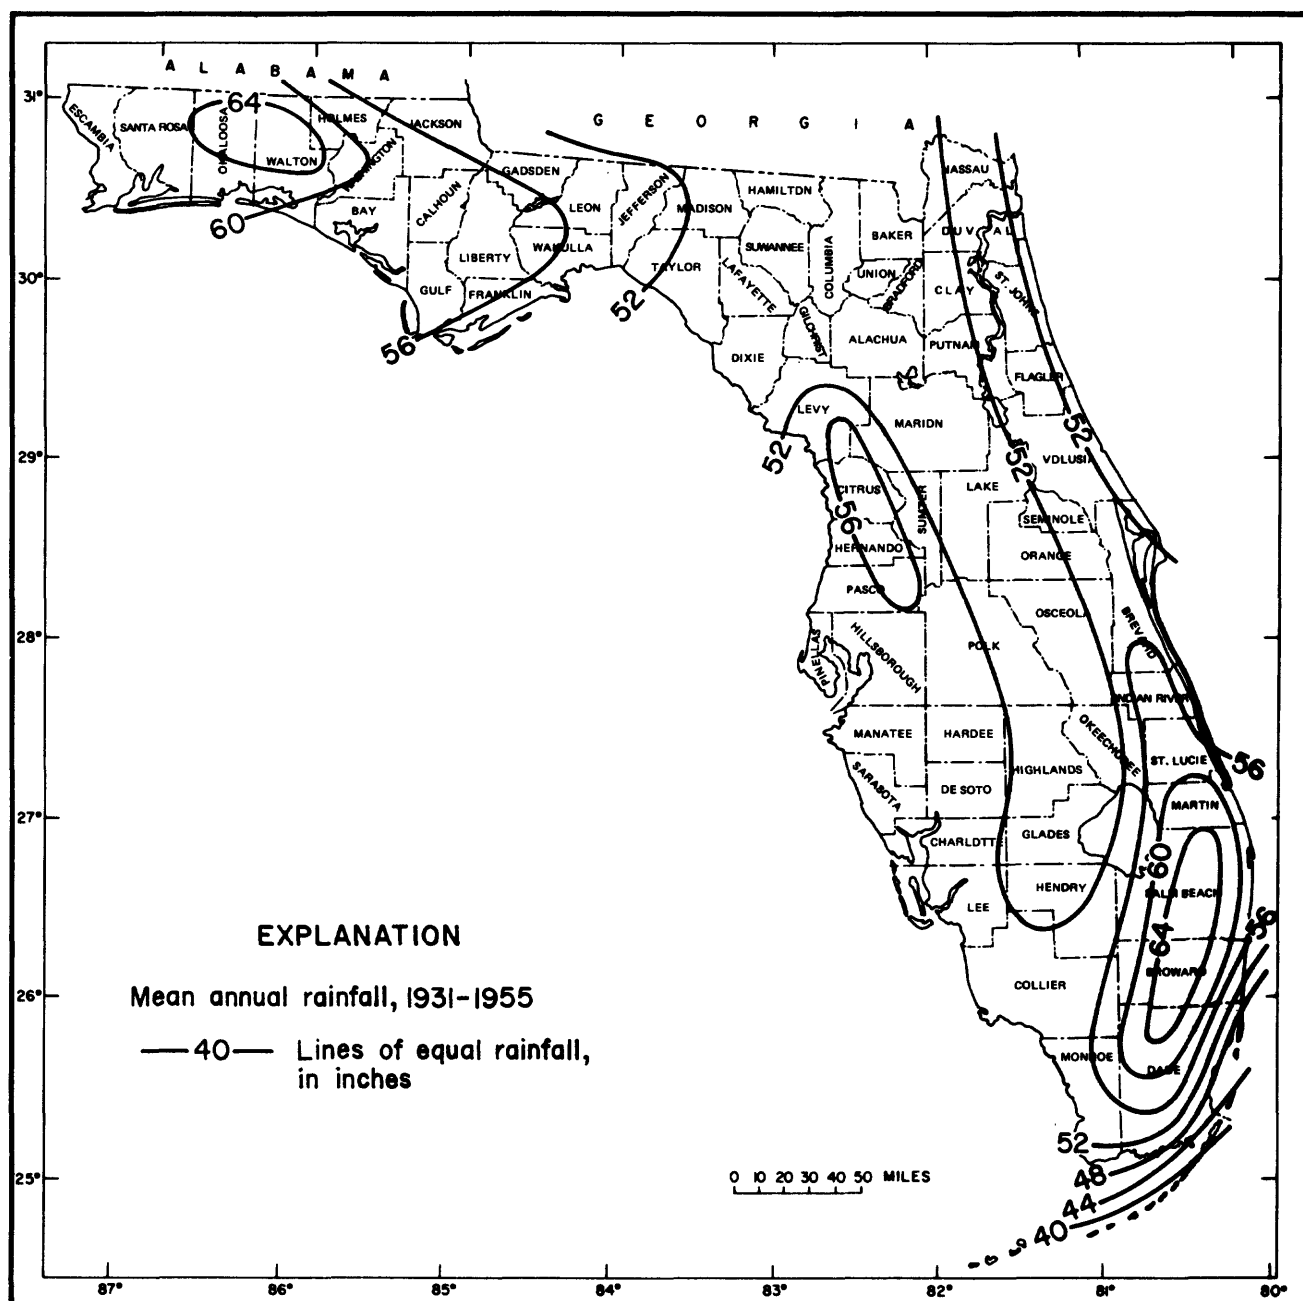 A L A B A M A
G E O R G I A
31°
ESCAMBIA
SANTA ROSA
OKALOOSA
64
WALTON
HOLMES
JACKSON
WASHINGTON
BAY
60
CALHOUN
GADSDEN
LEON
JEFFERSON
MADISON
HAMILTON
NASSAU
DUVAL
BAKER
COLUMBIA
SUWANNEE
WAKULLA
LIBERTY
TAYLOR
LAFAYETTE
UNION
BRADFORD
CLAY
ST. JOHNS
30°
GULF
FRANKLIN
56
52
DIXIE
GILCHRIST
ALACHUA
PUTNAM
FLAGLER
LEVY
MARION
52
52
52
VOLUSIA
29°
CITRUS
56
SUMTER
LAKE
SEMINOLE
HERNANDO
ORANGE
PASCO
OSCEOLA
BREVARD
28°
PINELLAS
HILLSBOROUGH
POLK
INDIAN RIVER
MANATEE
HARDEE
OKEECHOBEE
ST. LUCIE
56
SARASOTA
DE SOTO
HIGHLANDS
MARTIN
27°
CHARLOTTE
GLADES
60
LEE
HENDRY
PALM BEACH
64
56
BROWARD
COLLIER
26°
MONROE
DADE
52
48
44
40
25°
EXPLANATION
Mean annual rainfall, 1931-1955
40 Lines of equal rainfall,
in inches
0 10 20 30 40 50 MILES
87° 86° 85° 84° 83° 82° 81° 80°